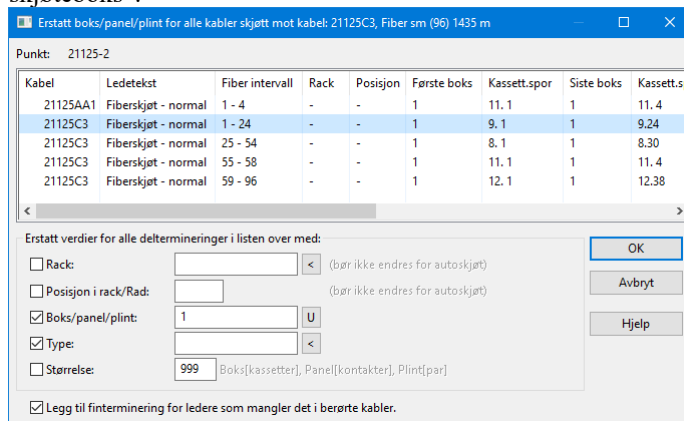 Erstatt boks/panel/plint for alle kabler skjøtt mot kabel: 21125C3, Fiber sm (96) 1435 m
Punkt: 21125-2
Kabel Ledetekst Fiber intervall Rack Posisjon Første boks Kassett.spor Siste boks Kassett.s
21125AA1 Fiberskjøt - normal 1 - 4 - - 1 11. 1 1 11. 4
21125C3 Fiberskjøt - normal 1 - 24 - - 1 9. 1 1 9.24
21125C3 Fiberskjøt - normal 25 - 54 - - 1 8. 1 1 8.30
21125C3 Fiberskjøt - normal 55 - 58 - - 1 11. 1 1 11. 4
21125C3 Fiberskjøt - normal 59 - 96 - - 1 12. 1 1 12.38
Erstatt verdier for alle deltermineringer i listen over med:
Rack: < (bør ikke endres for autoskjøt)
Posisjon i rack/Rad: (bør ikke endres for autoskjøt)
Boks/panel/plint: 1 U
Type: <
Størrelse: 999 Boks[kassetter], Panel[kontakter], Plint[par]
OK
Avbryt
Hjelp
Legg til finterminering for ledere som mangler det i berørte kabler.